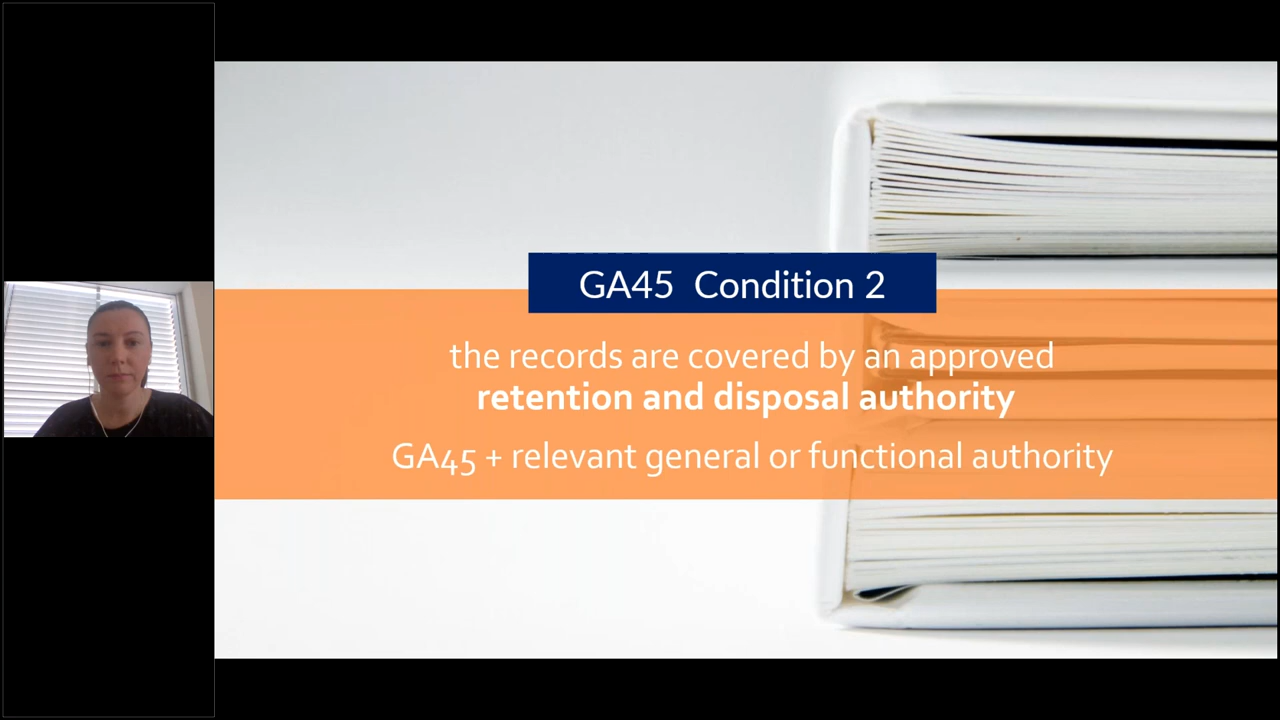 GA45 Condition 2
the records are covered by an approved
retention and disposal authority
GA45 + relevant general or functional authority